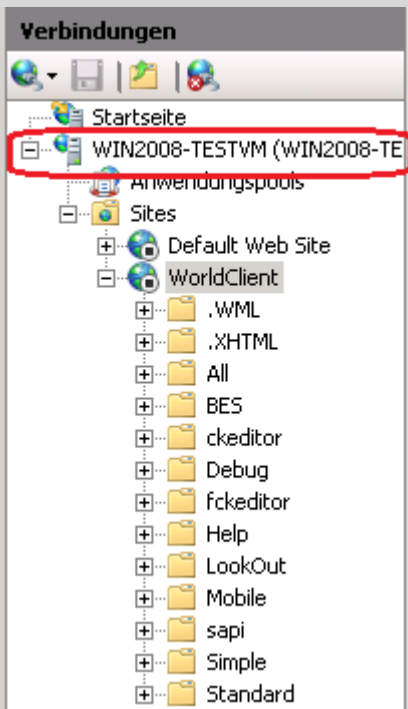 Verbindungen
Startseite
WIN2008-TESTVM (WIN2008-TE
Anwendungspools
Sites
Default Web Site
WorldClient
.WML
.XHTML
All
BES
ckeditor
Debug
fckeditor
Help
LookOut
Mobile
sapi
Simple
Standard